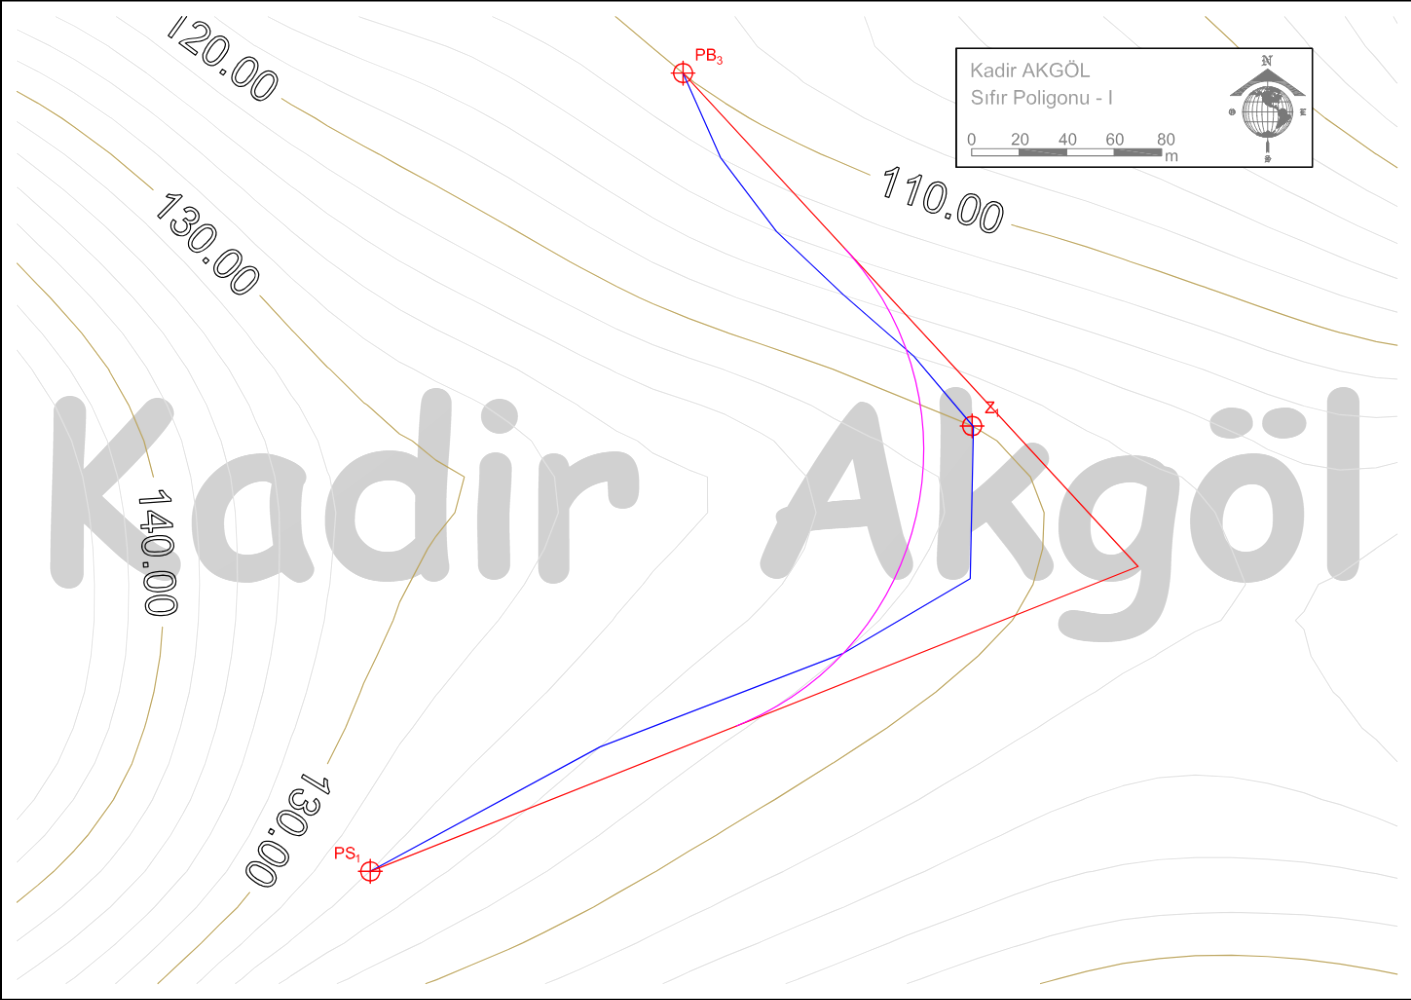 120.00
PB3
Kadir AKGÖL
Sıfır Poligonu - I
0 20 40 60 80
m
N
E
S
110.00
130.00
Z1
Kadir Akgöl
140.00
130.00
PS1